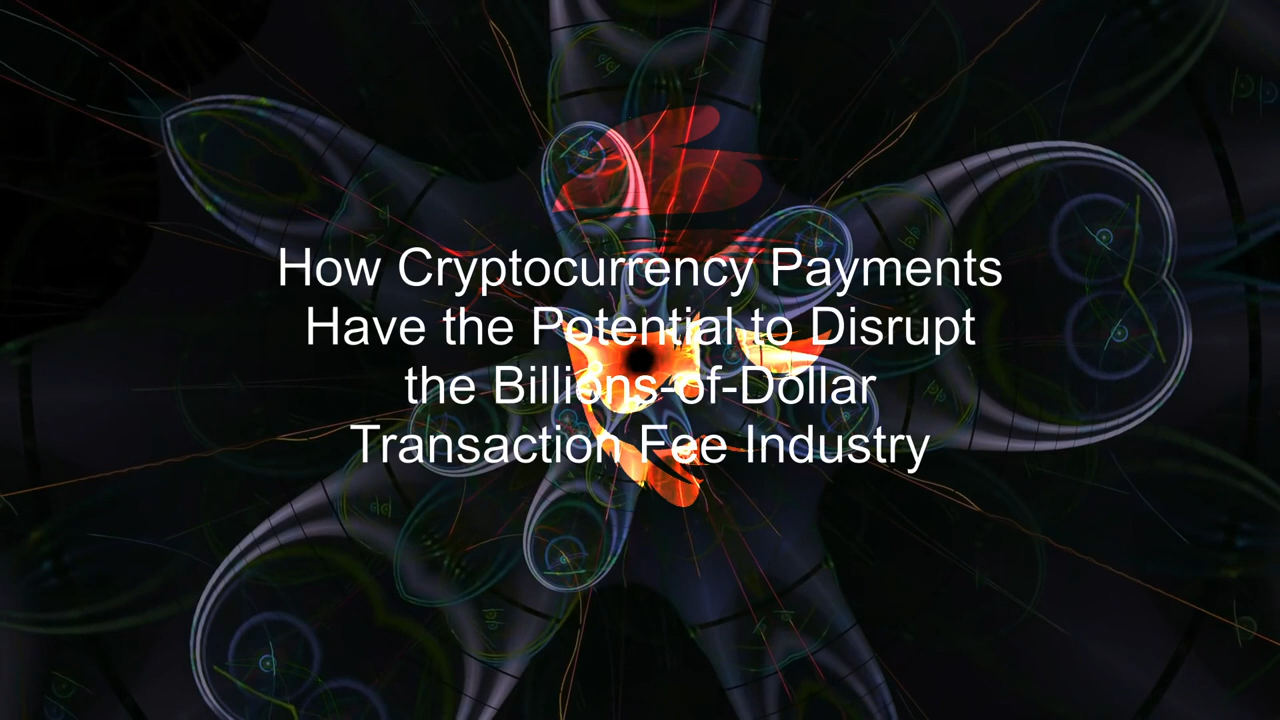 How Cryptocurrency Payments
Have the Potential to Disrupt
the Billions-of-Dollar
Transaction Fee Industry